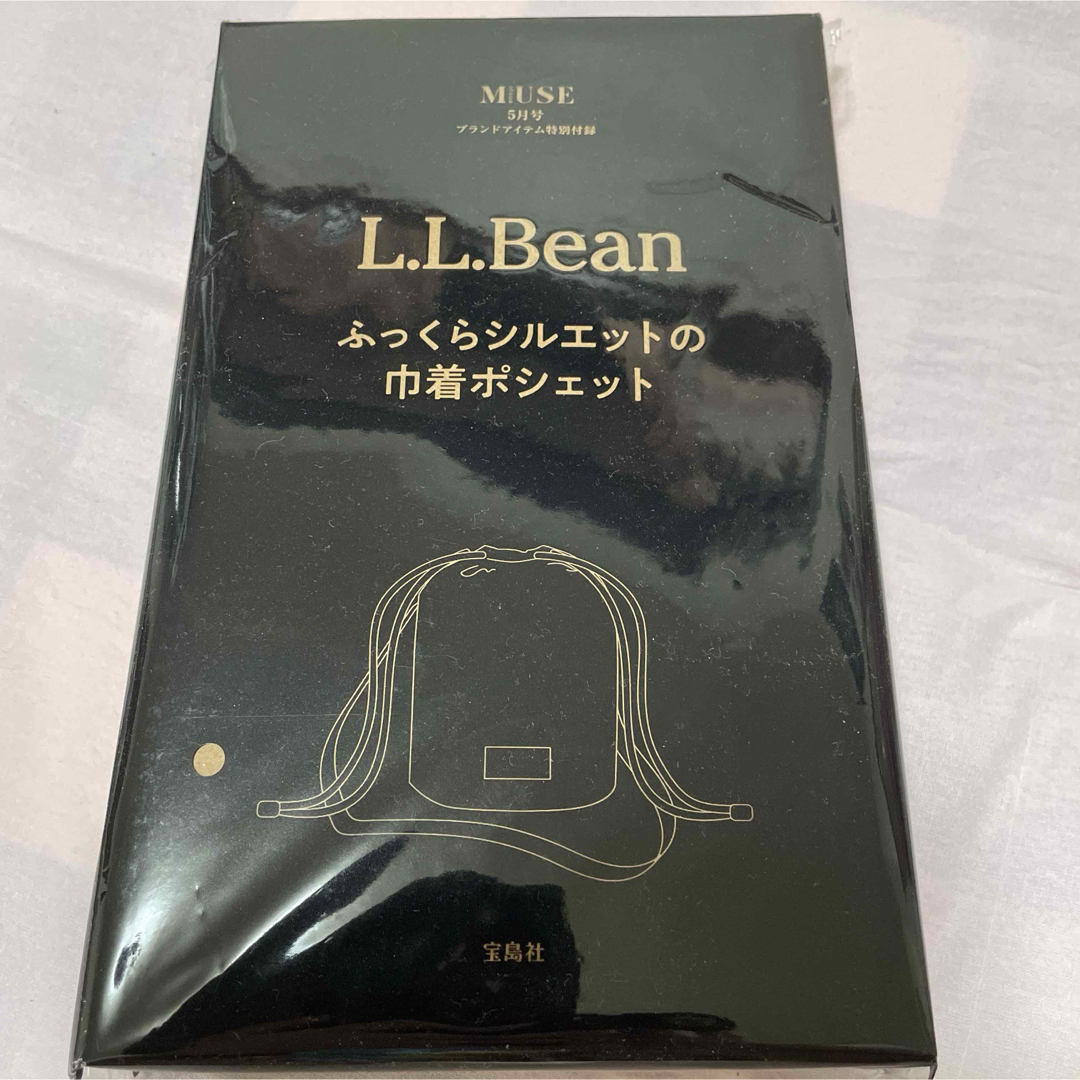 MUSE
5月号
ブランドアイテム特別付録
L.L.Bean
ふっくらシルエットの
巾着ポシェット
宝島社